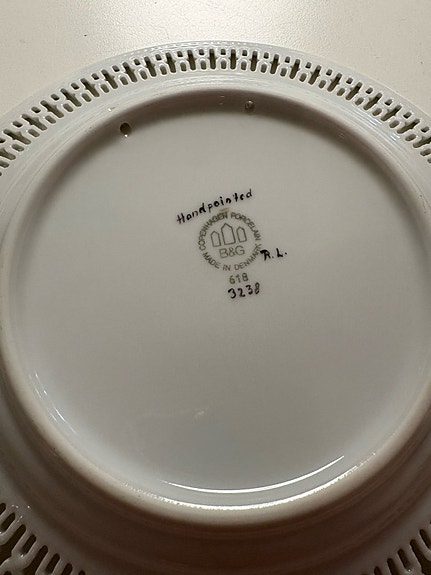 Handpainted
COPENHAGEN PORCELAIN
B&G
MADE IN DENMARK
R.L.
618
3238